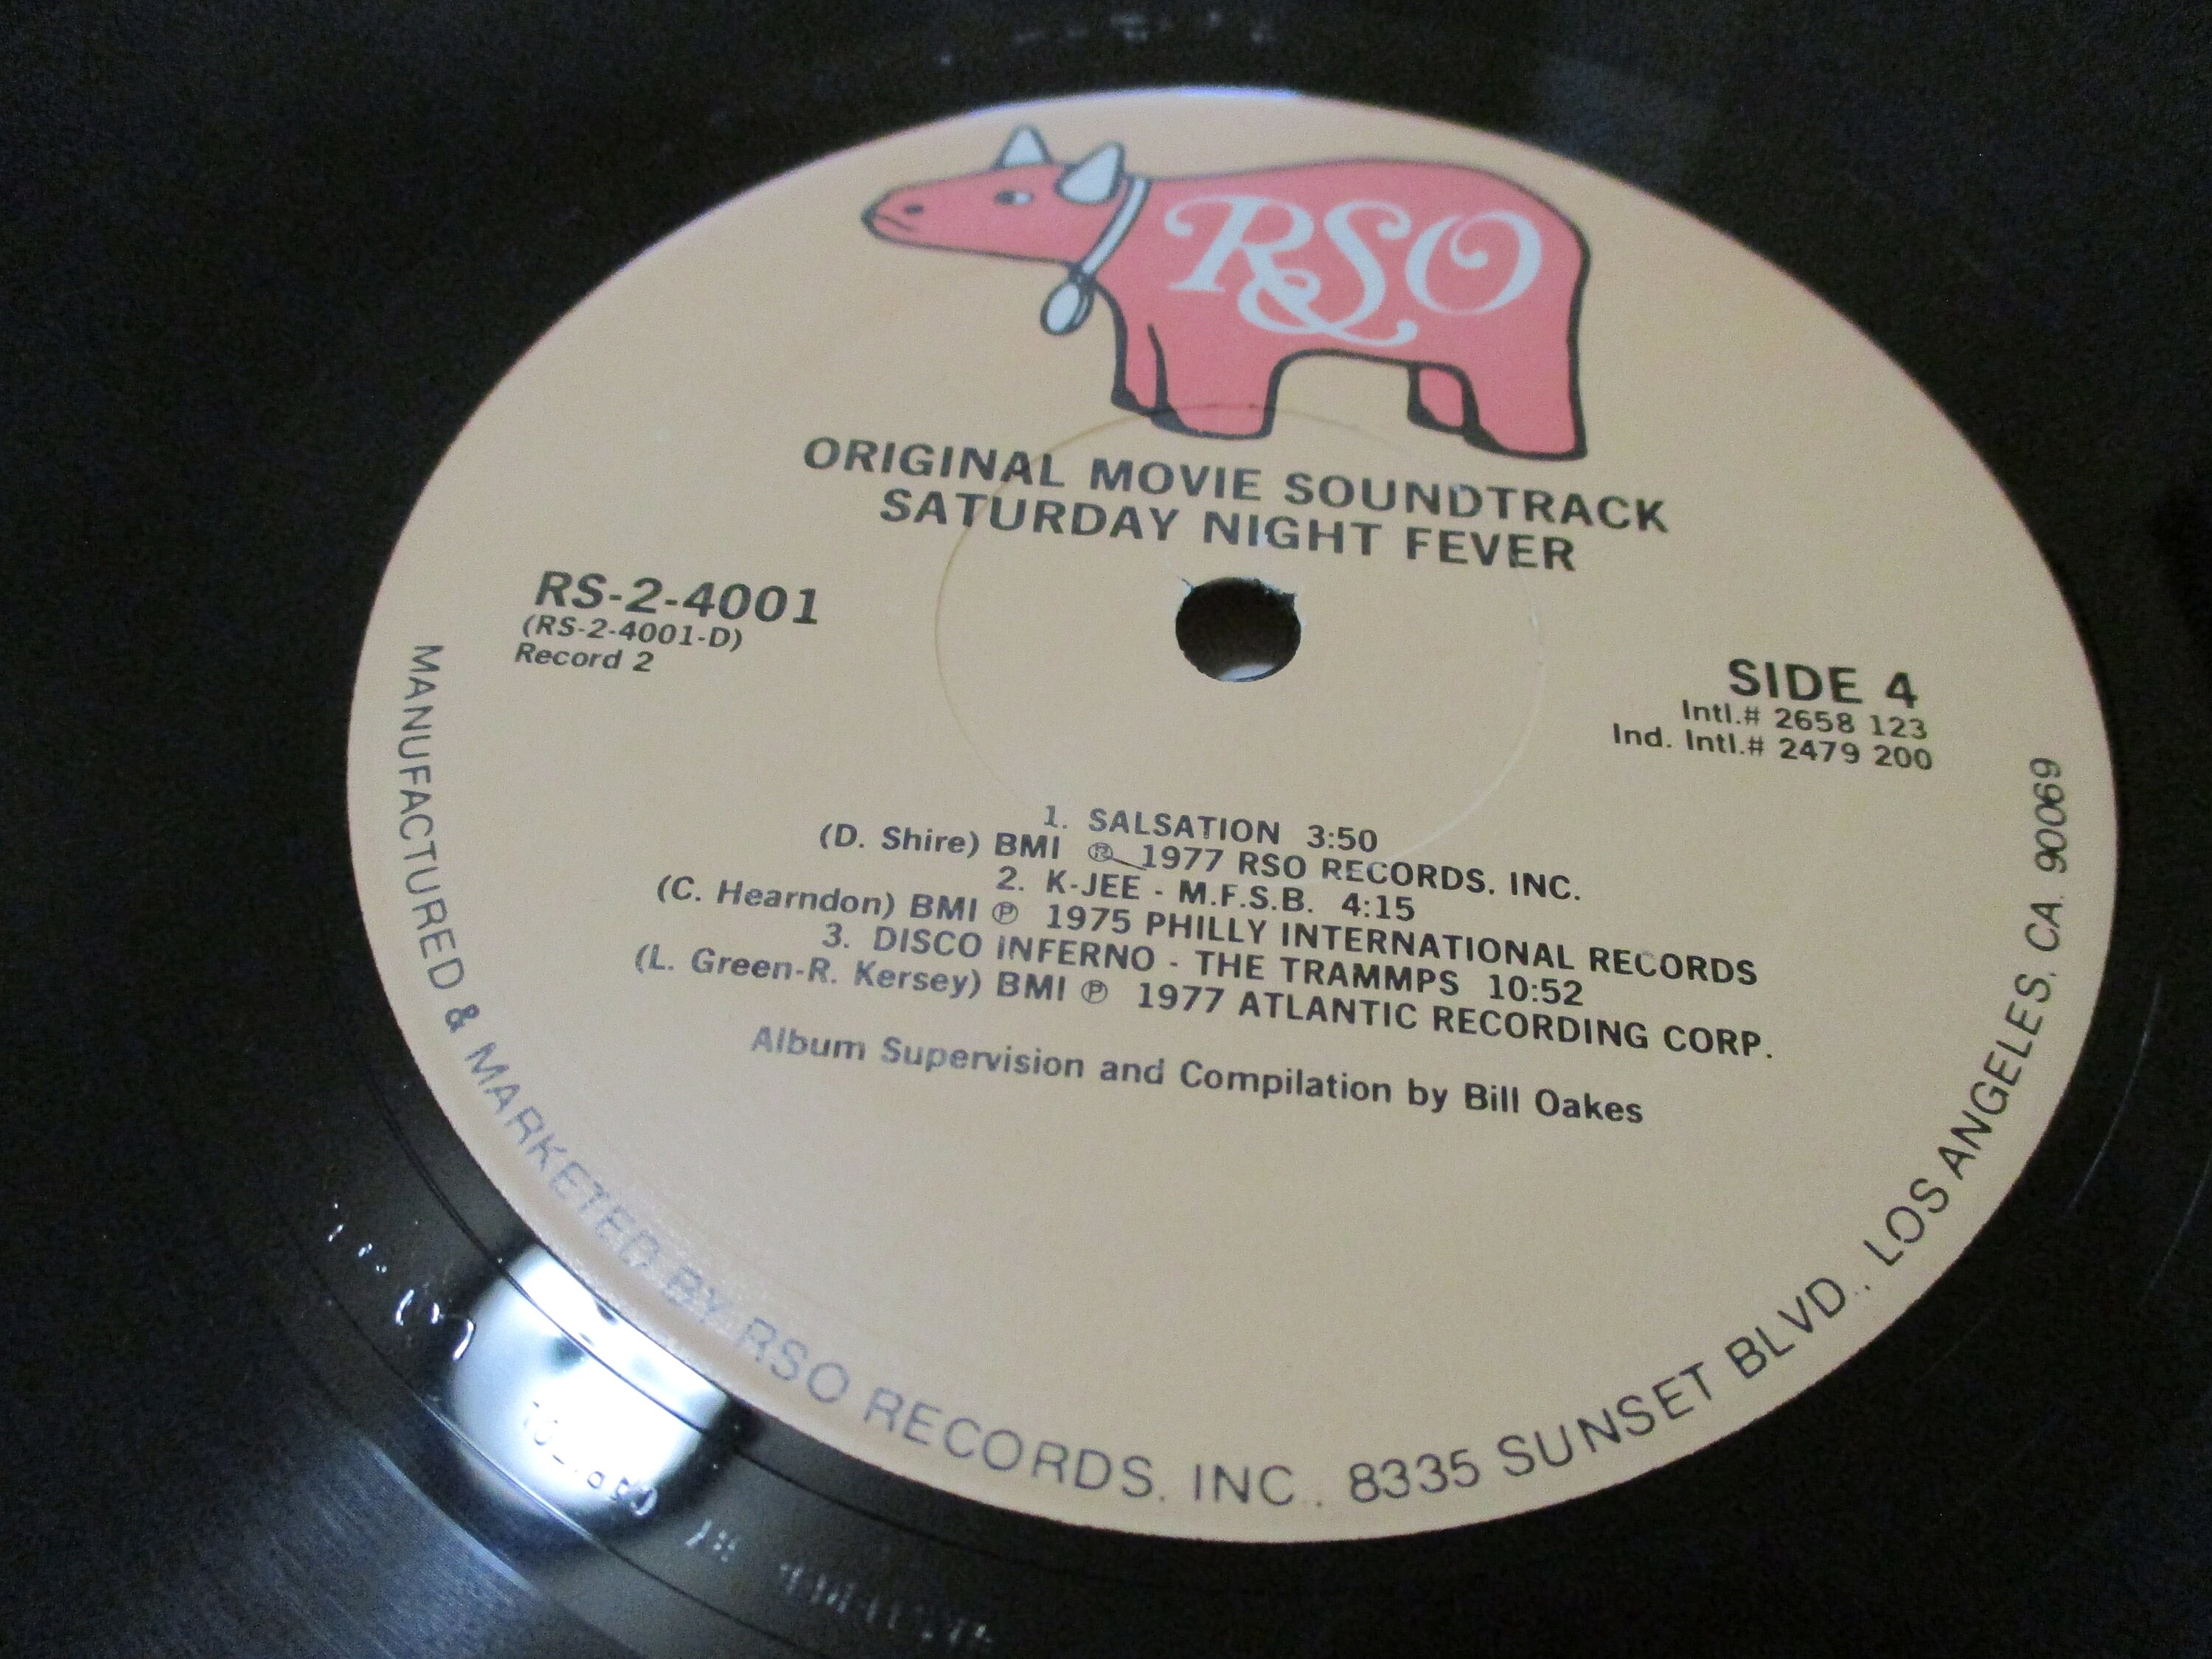 RSO
ORIGINAL MOVIE SOUNDTRACK
SATURDAY NIGHT FEVER
RS-2-4001
(RS-2-4001-D)
Record 2
SIDE 4
Intl.# 2658 123
Ind. Intl.# 2479 200
1. SALSATION 3:50
(D. Shire) BMI ® 1977 RSO RECORDS, INC.
2. K-JEE - M.F.S.B. 4:15
(C. Hearndon) BMI ℗ 1975 PHILLY INTERNATIONAL RECORDS
3. DISCO INFERNO - THE TRAMMPS 10:52
(L. Green-R. Kersey) BMI ℗ 1977 ATLANTIC RECORDING CORP.
Album Supervision and Compilation by Bill Oakes
MANUFACTURED & MARKETED BY RSO RECORDS, INC., 8335 SUNSET BLVD., LOS ANGELES, CA. 90069